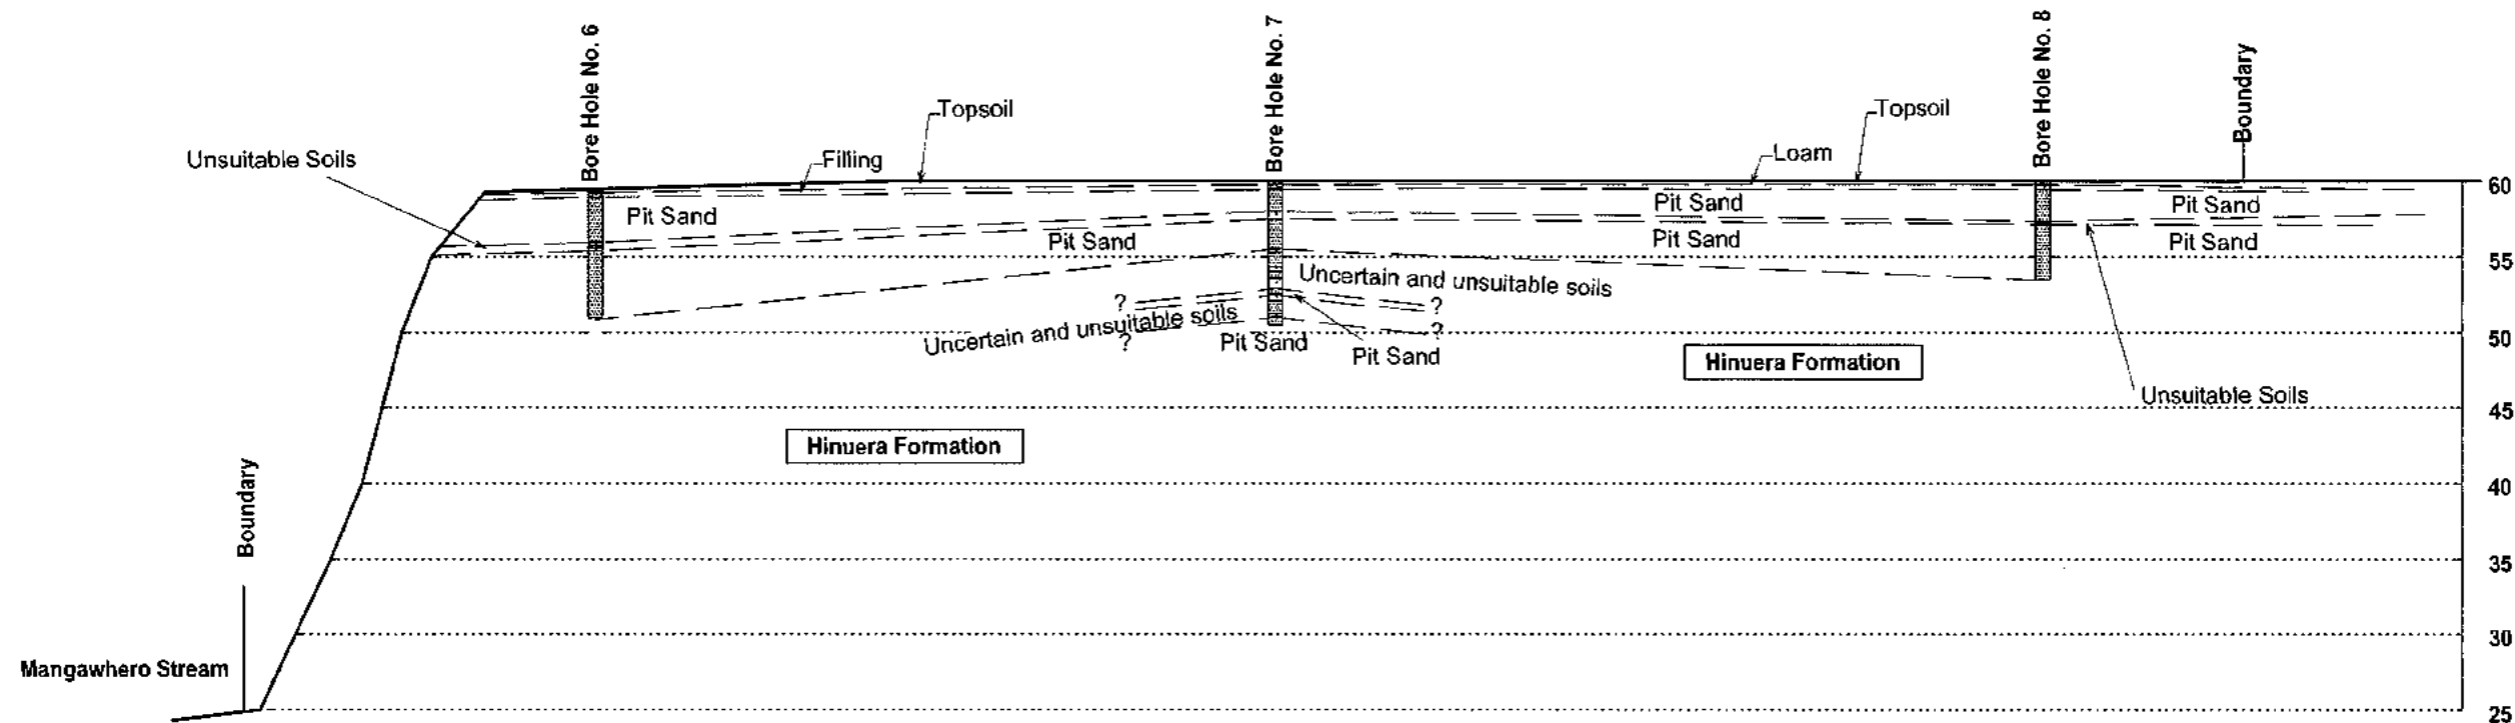 Bore Hole No. 6
Bore Hole No. 7
Bore Hole No. 8
Boundary
Topsoil
Topsoil
Unsuitable Soils
Filling
Loam
60
Pit Sand
Pit Sand
Pit Sand
Pit Sand
Pit Sand
Pit Sand
55
Uncertain and unsuitable soils
?
?
Uncertain and unsuitable soils
?
?
Pit Sand
Pit Sand
50
Hinuera Formation
Unsuitable Soils
45
Hinuera Formation
40
Boundary
35
30
Mangawhero Stream
25